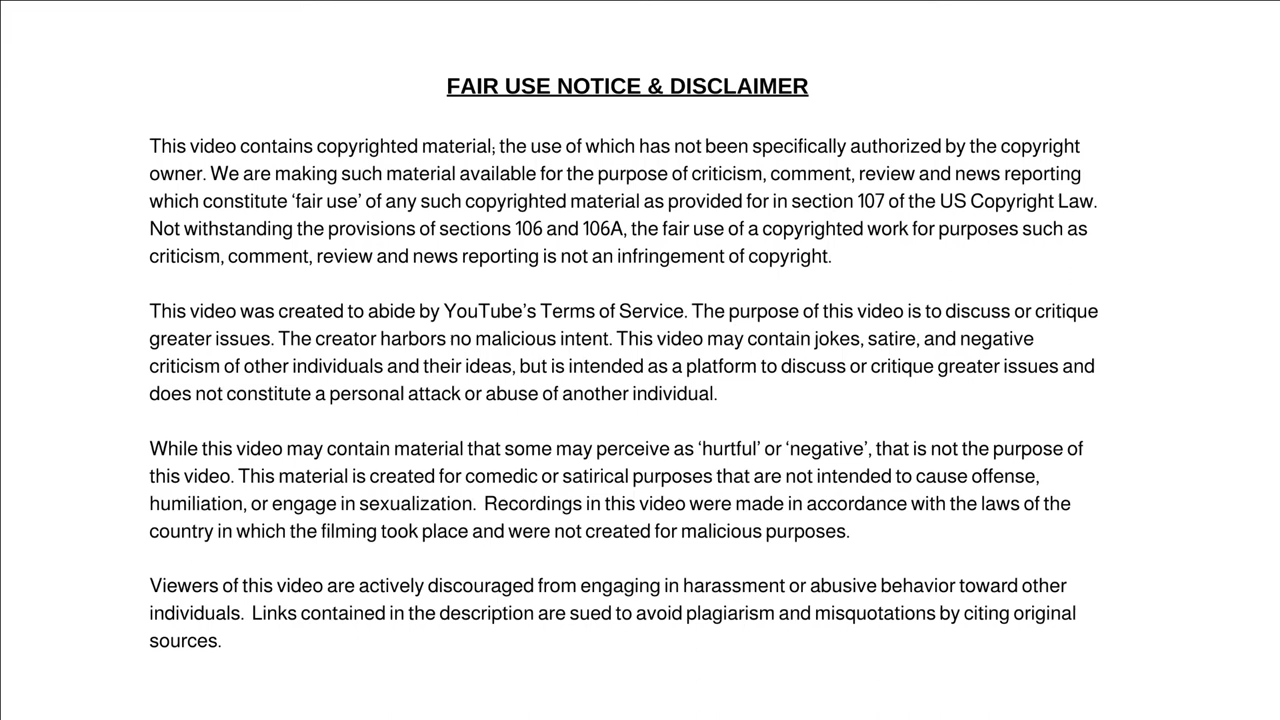 FAIR USE NOTICE & DISCLAIMER
This video contains copyrighted material; the use of which has not been specifically authorized by the copyright
owner. We are making such material available for the purpose of criticism, comment, review and news reporting
which constitute ‘fair use’ of any such copyrighted material as provided for in section 107 of the US Copyright Law.
Not withstanding the provisions of sections 106 and 106A, the fair use of a copyrighted work for purposes such as
criticism, comment, review and news reporting is not an infringement of copyright.
This video was created to abide by YouTube’s Terms of Service. The purpose of this video is to discuss or critique
greater issues. The creator harbors no malicious intent. This video may contain jokes, satire, and negative
criticism of other individuals and their ideas, but is intended as a platform to discuss or critique greater issues and
does not constitute a personal attack or abuse of another individual.
While this video may contain material that some may perceive as ‘hurtful’ or ‘negative’, that is not the purpose of
this video. This material is created for comedic or satirical purposes that are not intended to cause offense,
humiliation, or engage in sexualization.  Recordings in this video were made in accordance with the laws of the
country in which the filming took place and were not created for malicious purposes.
Viewers of this video are actively discouraged from engaging in harassment or abusive behavior toward other
individuals.  Links contained in the description are sued to avoid plagiarism and misquotations by citing original
sources.